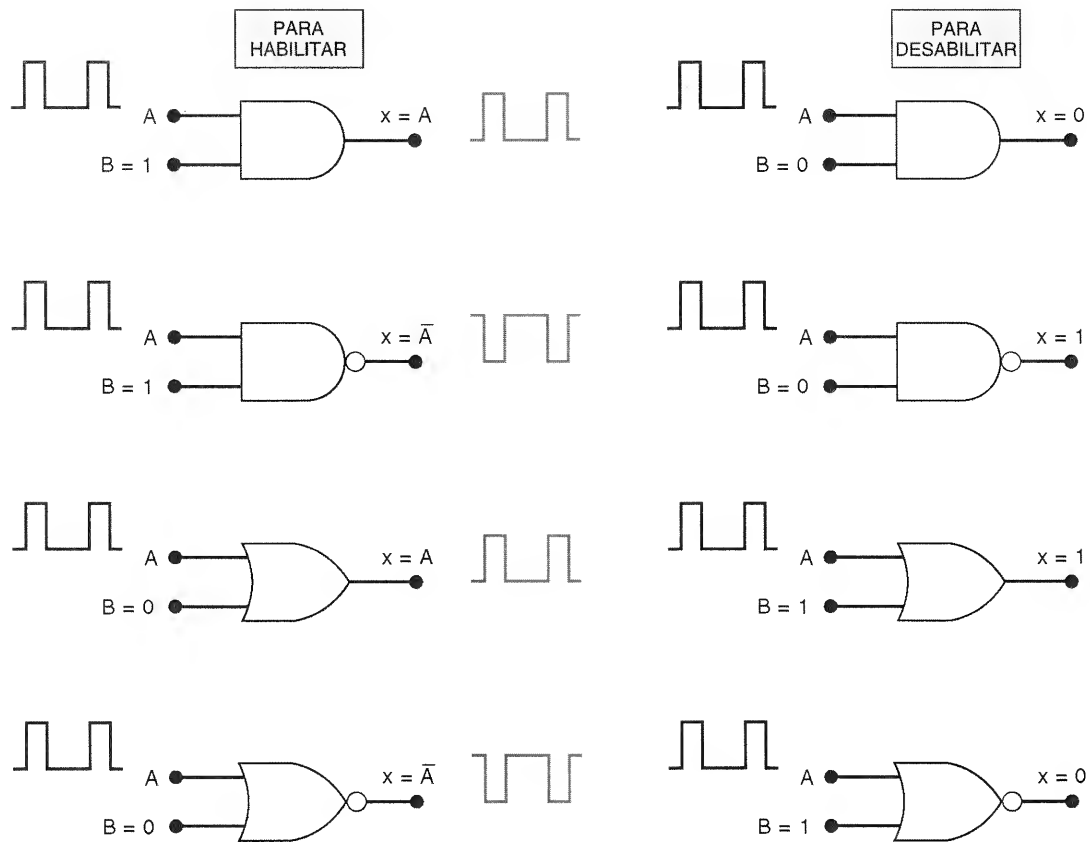 PARA
HABILITAR
PARA
DESABILITAR
A
x = A
B = 1
A
x = 0
B = 0
A
x = A̅
B = 1
A
x = 1
B = 0
A
x = A
B = 0
A
x = 1
B = 1
A
x = A̅
B = 0
A
x = 0
B = 1